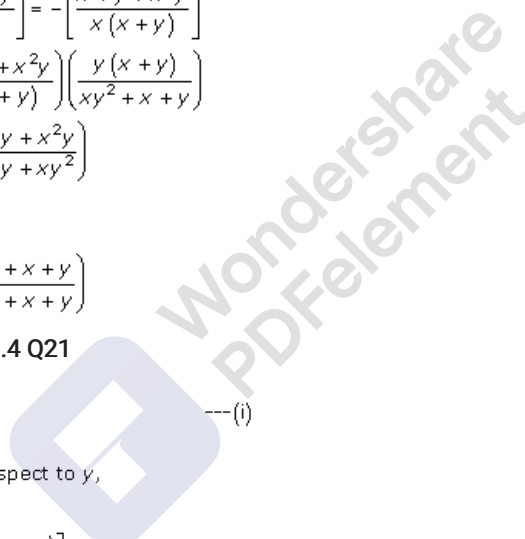 ] = -[ / x (x + y) ]
+ x²y / + y) )( y (x + y) / xy² + x + y )
y + x²y / y + xy² )
+ x + y / + x + y )
.4 Q21
---(i)
spect to y,
Wondershare
PDFelement